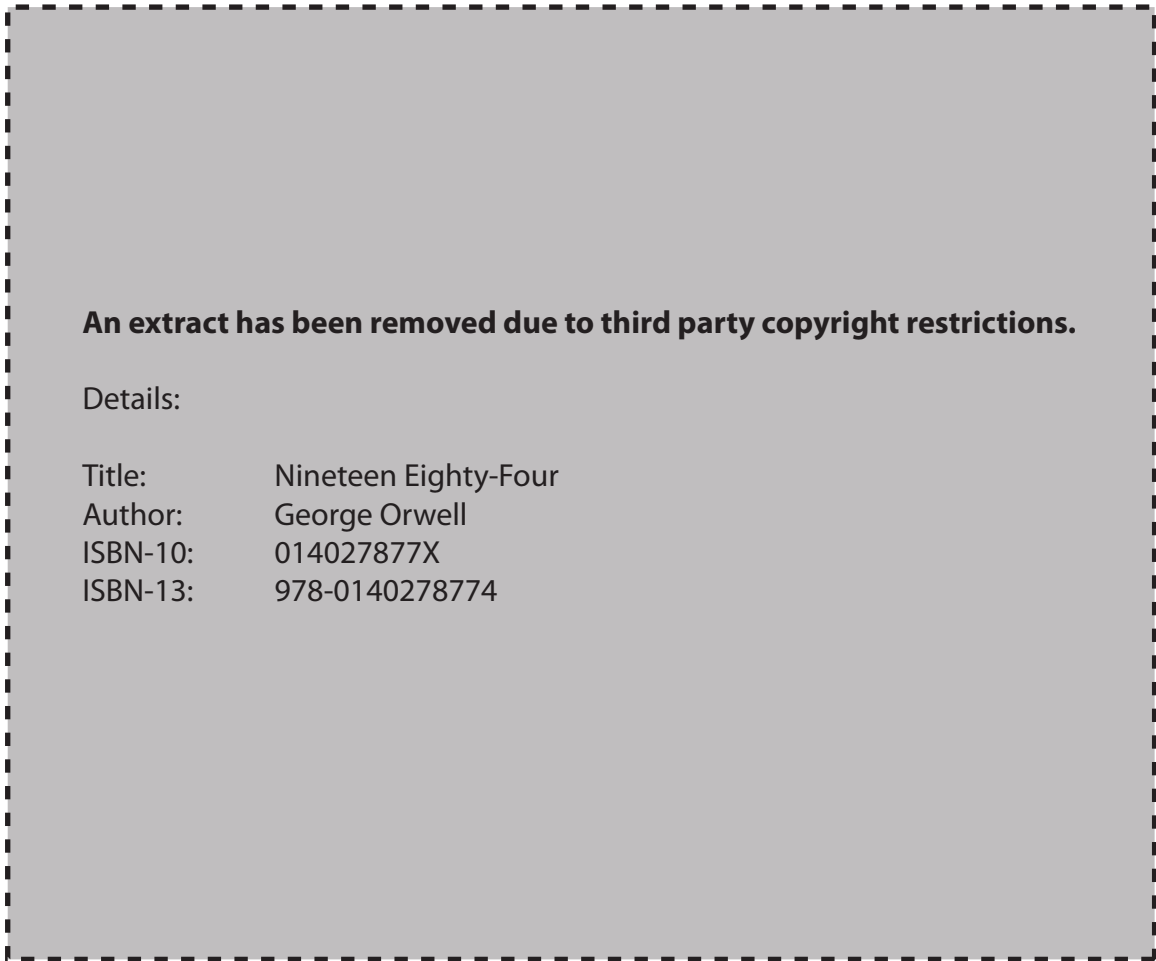 An extract has been removed due to third party copyright restrictions.
Details:
Title: Nineteen Eighty-Four
Author: George Orwell
ISBN-10: 014027877X
ISBN-13: 978-0140278774